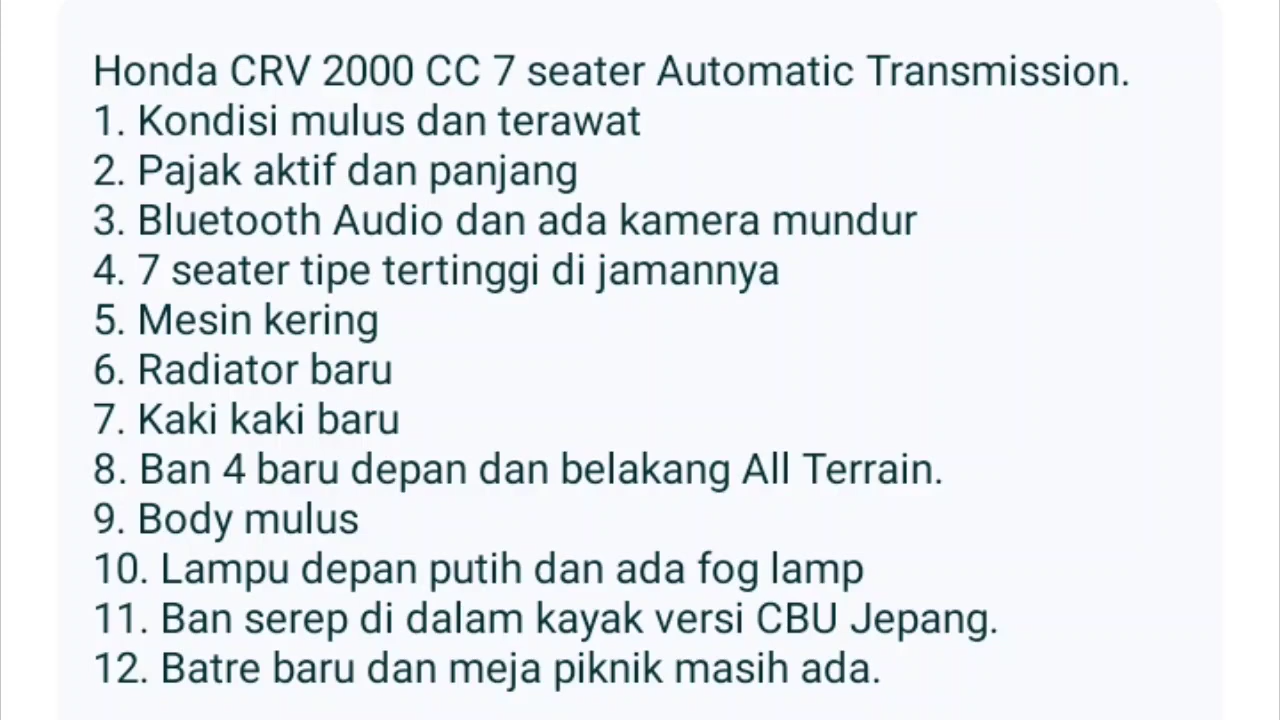 Honda CRV 2000 CC 7 seater Automatic Transmission.
1. Kondisi mulus dan terawat
2. Pajak aktif dan panjang
3. Bluetooth Audio dan ada kamera mundur
4. 7 seater tipe tertinggi di jamannya
5. Mesin kering
6. Radiator baru
7. Kaki kaki baru
8. Ban 4 baru depan dan belakang All Terrain.
9. Body mulus
10. Lampu depan putih dan ada fog lamp
11. Ban serep di dalam kayak versi CBU Jepang.
12. Batre baru dan meja piknik masih ada.